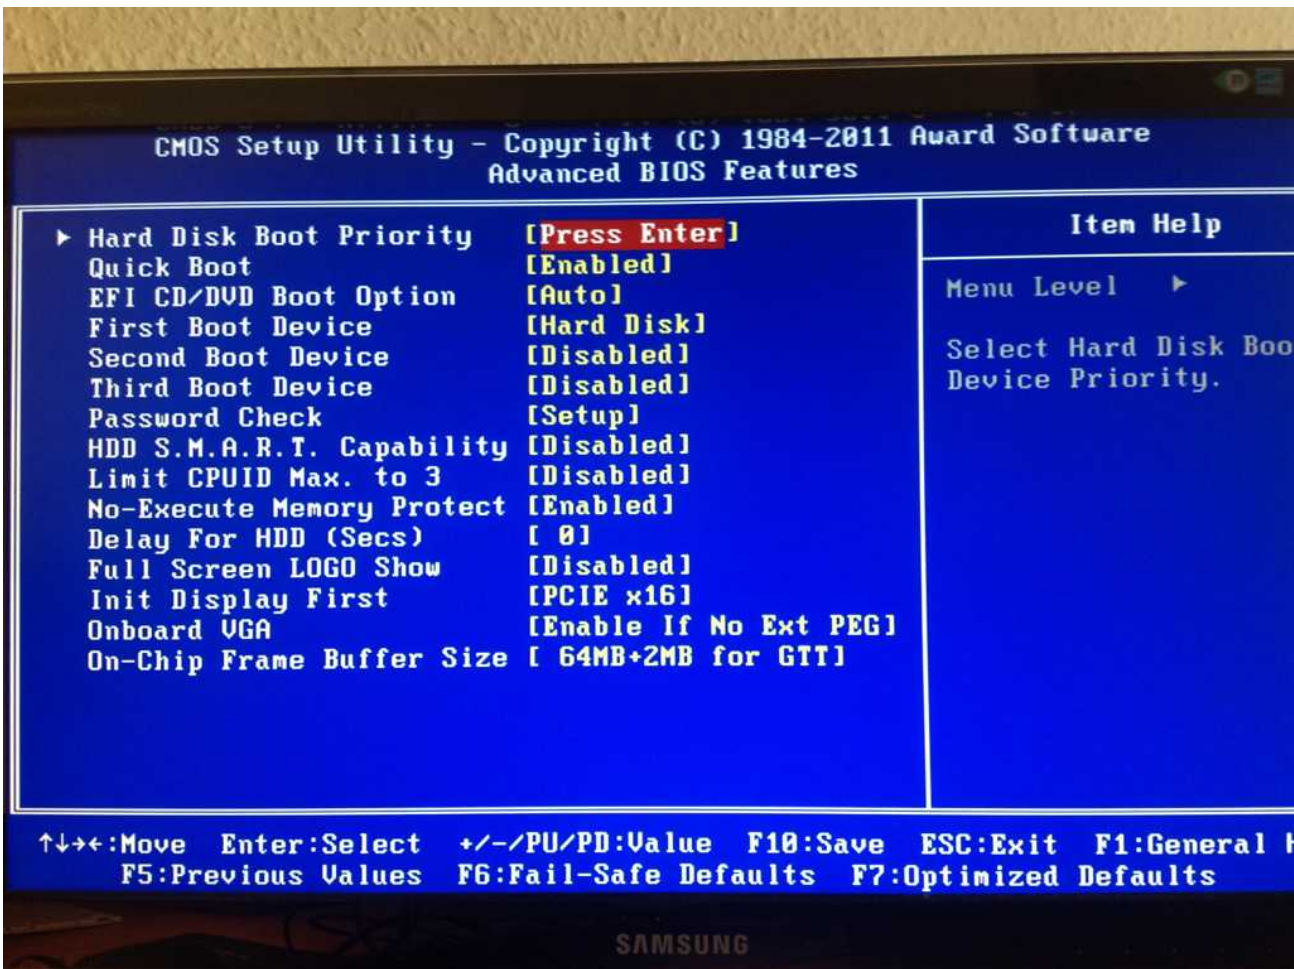 CMOS Setup Utility - Copyright (C) 1984-2011 Award Software
Advanced BIOS Features
Hard Disk Boot Priority [Press Enter]
Quick Boot [Enabled]
EFI CD/DVD Boot Option [Auto]
First Boot Device [Hard Disk]
Second Boot Device [Disabled]
Third Boot Device [Disabled]
Password Check [Setup]
HDD S.M.A.R.T. Capability [Disabled]
Limit CPUID Max. to 3 [Disabled]
No-Execute Memory Protect [Enabled]
Delay For HDD (Secs) [ 0]
Full Screen LOGO Show [Disabled]
Init Display First [PCIE x16]
Onboard VGA [Enable If No Ext PEG]
On-Chip Frame Buffer Size [ 64MB+2MB for GTT]
Item Help
Menu Level ▶
Select Hard Disk Boo
Device Priority.
↑↓→←:Move Enter:Select +/-/PU/PD:Value F10:Save ESC:Exit F1:General H
F5:Previous Values F6:Fail-Safe Defaults F7:Optimized Defaults
SAMSUNG